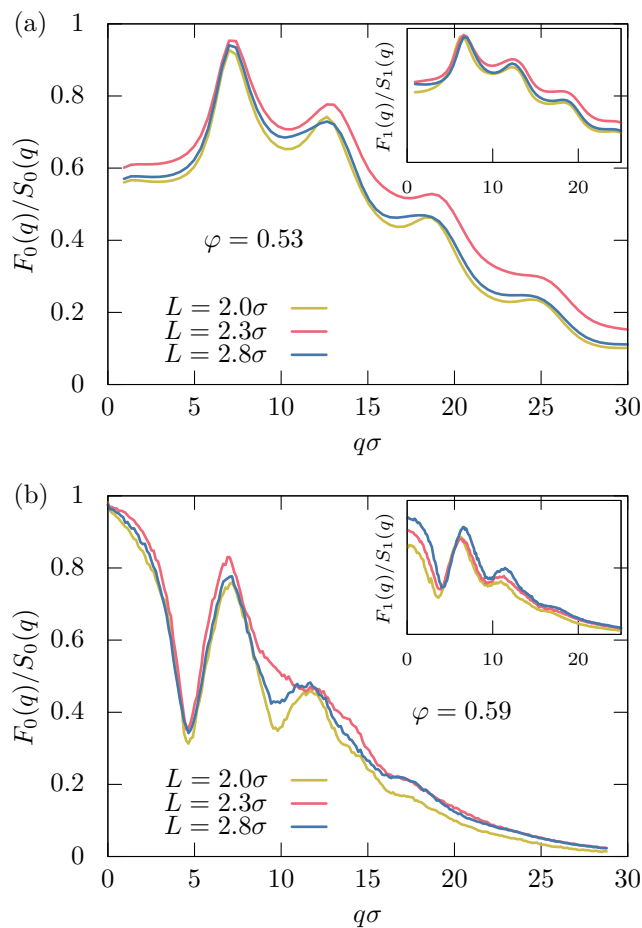 (a)
F₀(q)/S₀(q)
1
0.8
0.6
0.4
0.2
0
0 5 10 15 20 25 30
qσ
φ = 0.53
L = 2.0σ
L = 2.3σ
L = 2.8σ
F₁(q)/S₁(q)
0 10 20
(b)
F₀(q)/S₀(q)
1
0.8
0.6
0.4
0.2
0
0 5 10 15 20 25 30
qσ
φ = 0.59
L = 2.0σ
L = 2.3σ
L = 2.8σ
F₁(q)/S₁(q)
0 10 20